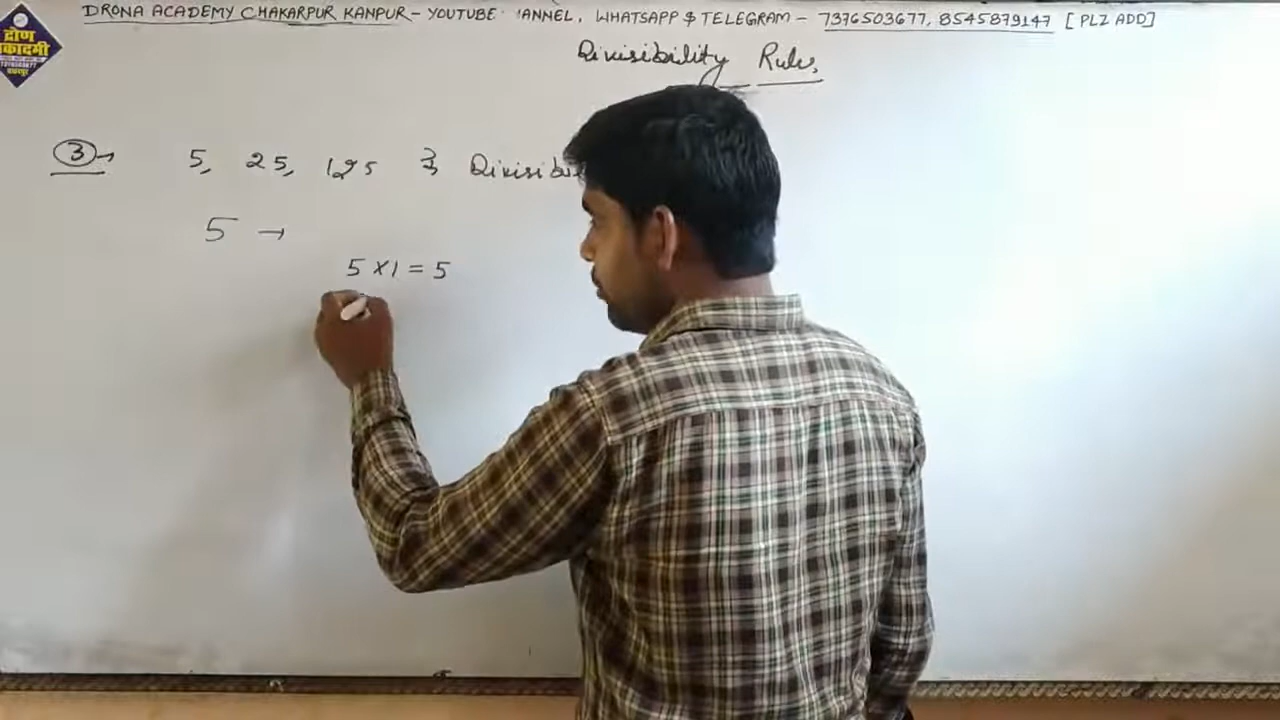 DRONA ACADEMY CHAKARPUR KANPUR - YOUTUBE ANNEL, WHATSAPP $ TELEGRAM - 7376503677, 8545879147 [PLZ ADD]
द्रोण
Divisibility Rules
③→ 5, 25, 125 Divisibi
5 →
5 × 1 = 5